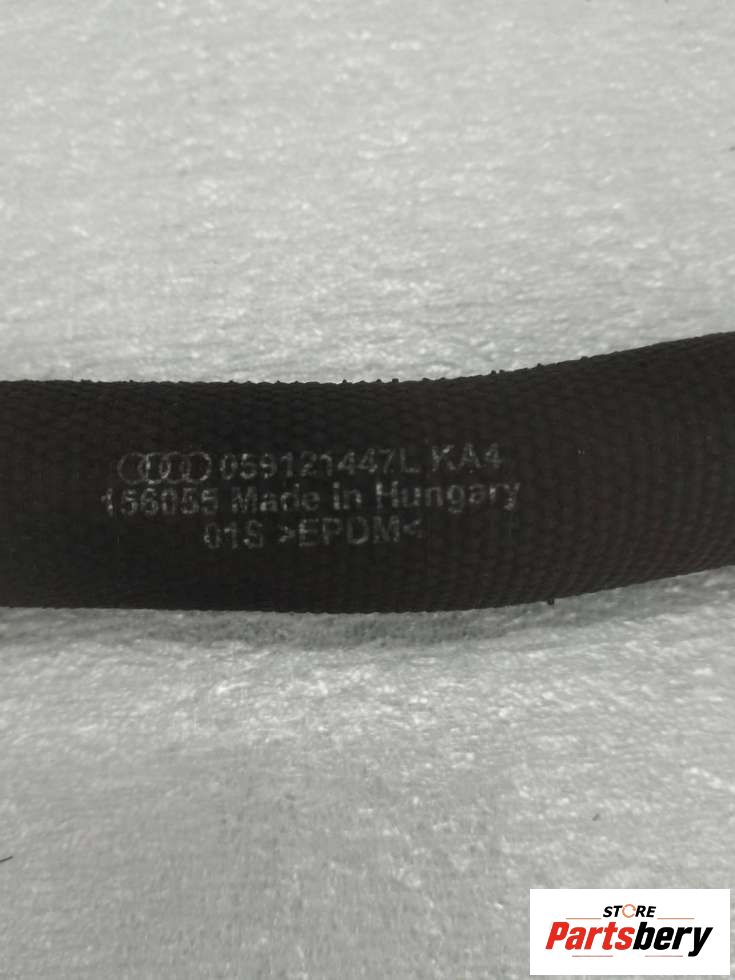 059121447L KA4
156055 Made in Hungary
01S >EPDM<
STORE
Partsbery